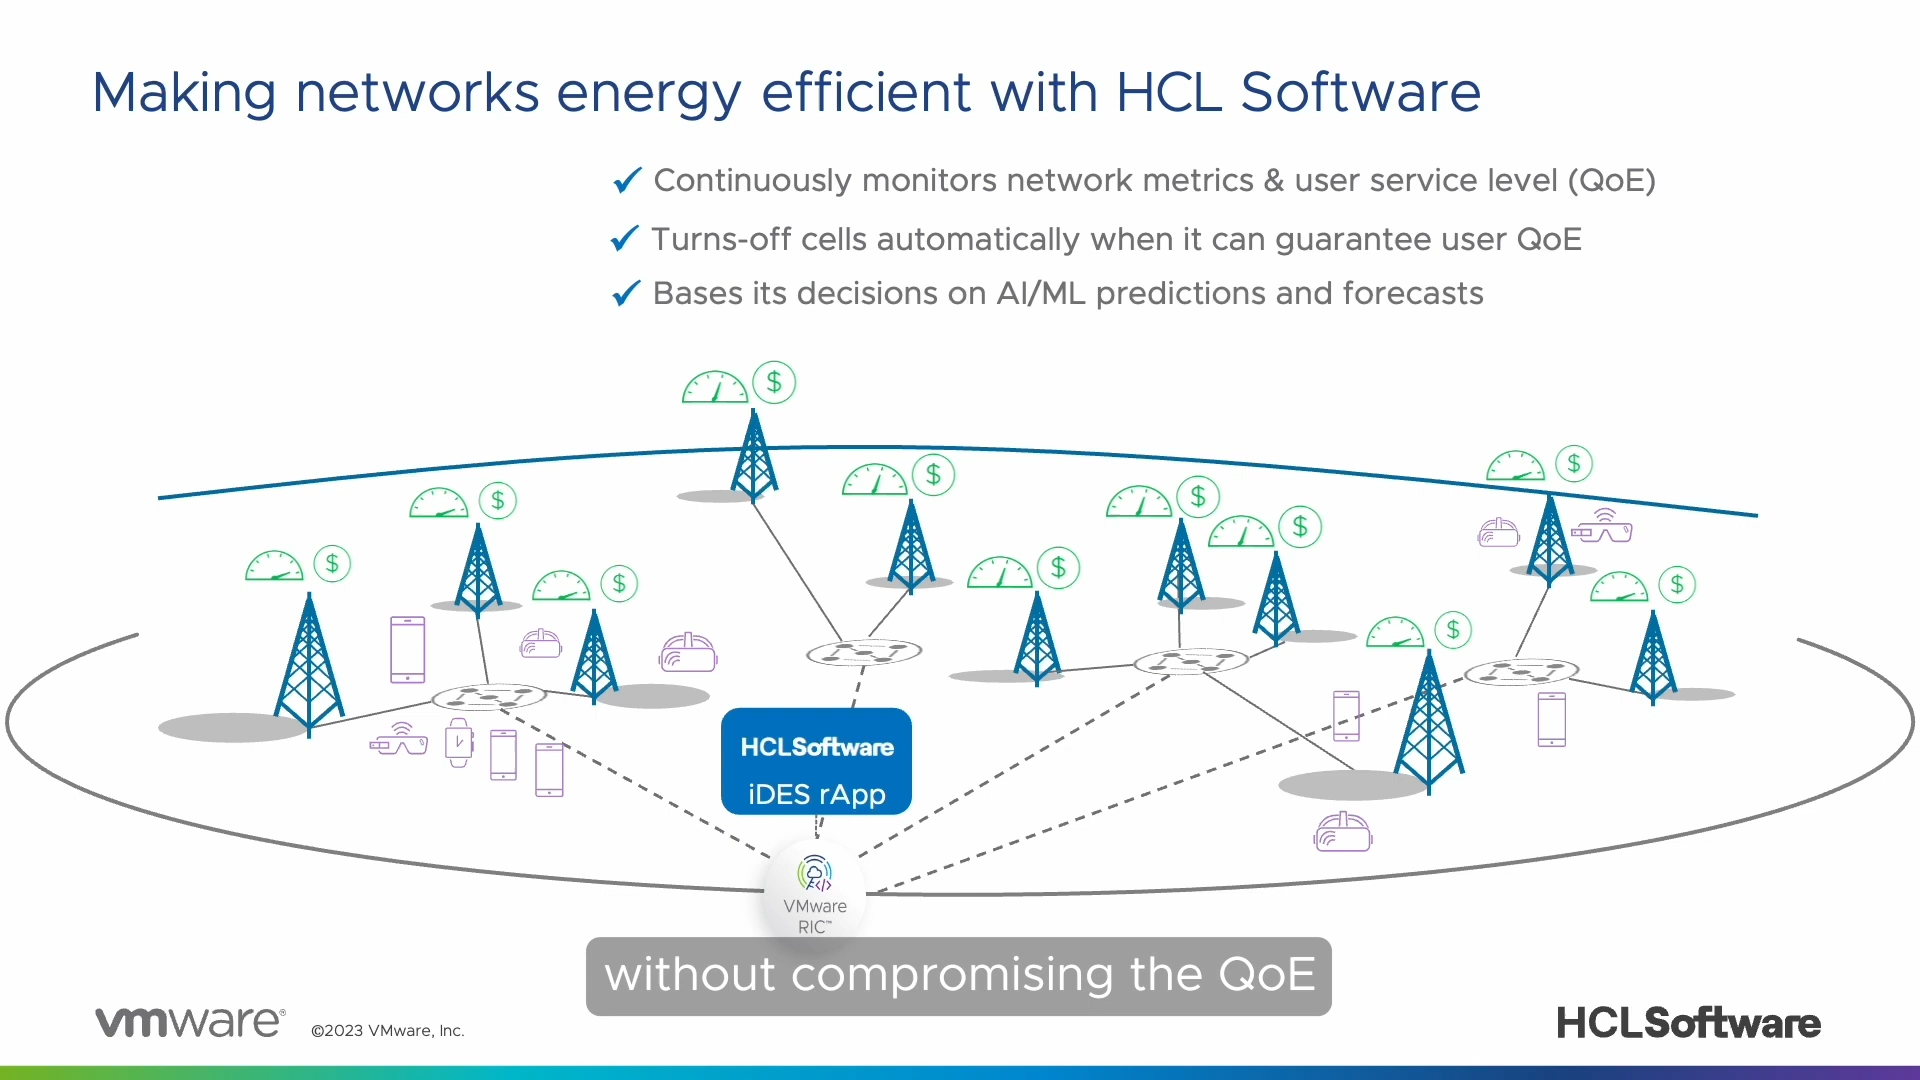 Making networks energy efficient with HCL Software
✓ Continuously monitors network metrics & user service level (QoE)
✓ Turns-off cells automatically when it can guarantee user QoE
✓ Bases its decisions on AI/ML predictions and forecasts
$
$
$
$
$
$
$
$
$
$
$
$
HCLSoftware
iDES rApp
VMware
RIC™
without compromising the QoE
vmware® ©2023 VMware, Inc.
HCLSoftware